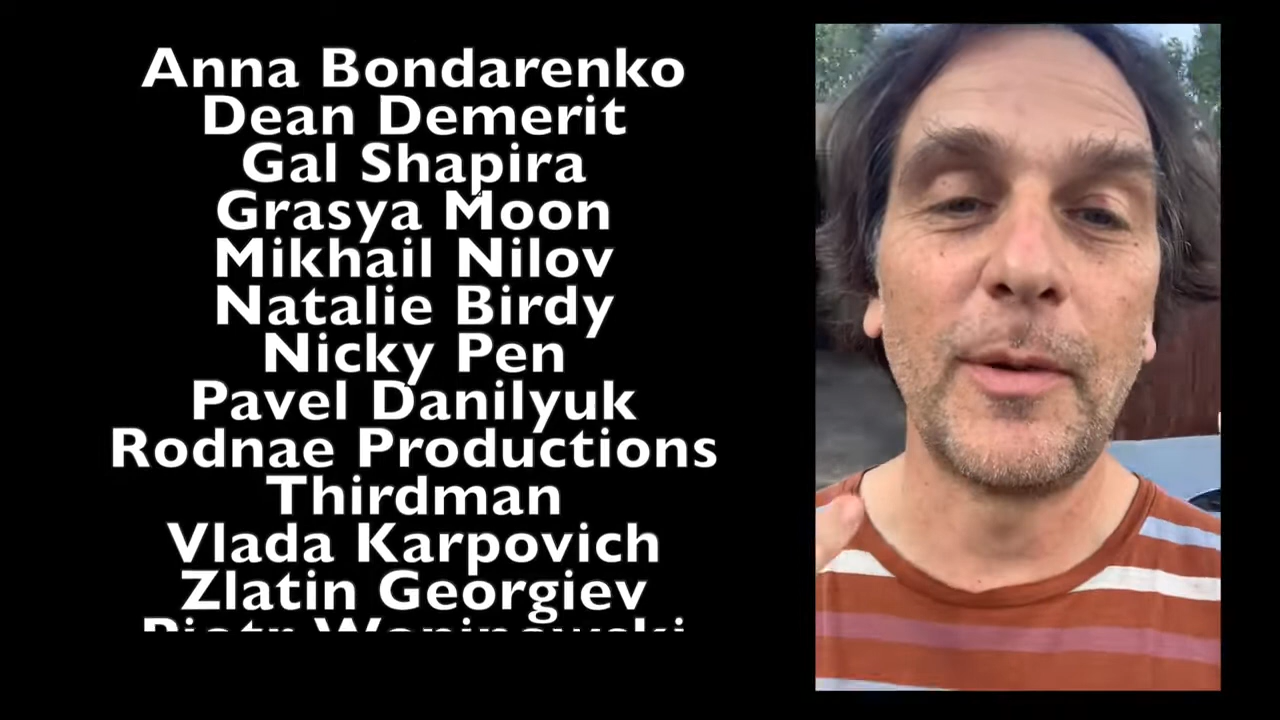 Anna Bondarenko
Dean Demerit
Gal Shapira
Grasya Moon
Mikhail Nilov
Natalie Birdy
Nicky Pen
Pavel Danilyuk
Rodnae Productions
Thirdman
Vlada Karpovich
Zlatin Georgiev